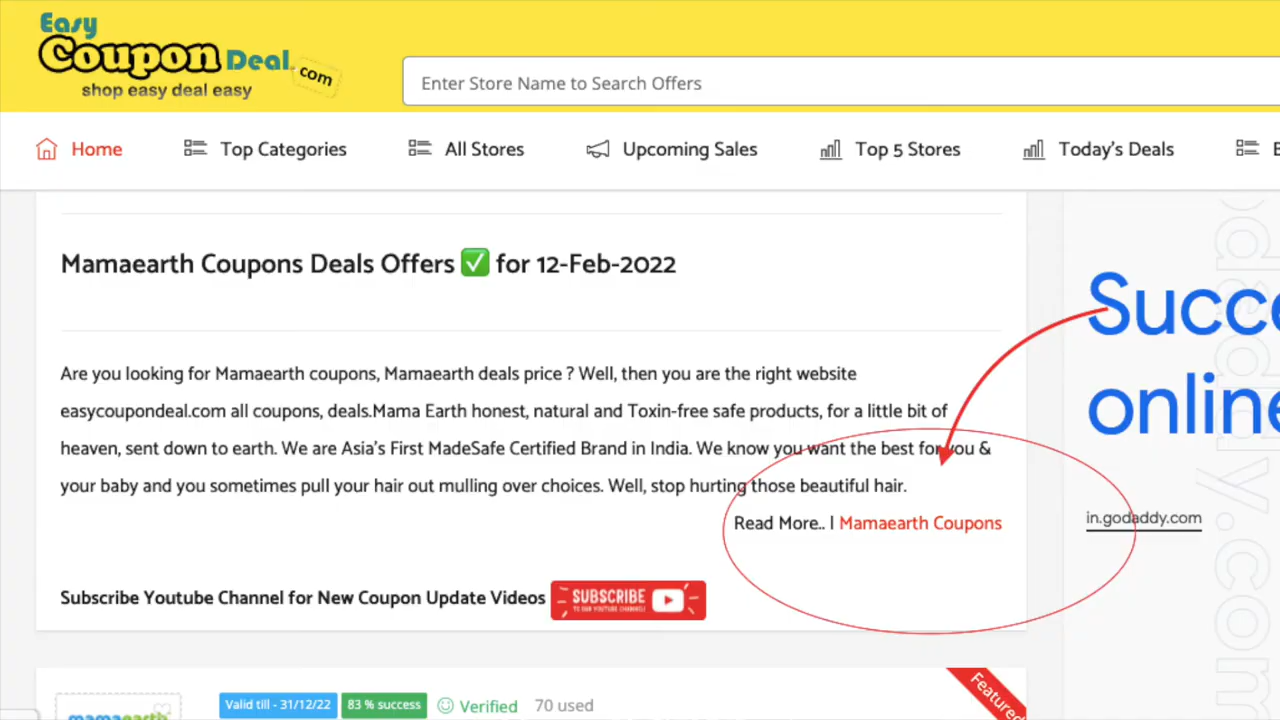 Easy
Coupon Deal.com
shop easy deal easy
Enter Store Name to Search Offers
Home Top Categories All Stores Upcoming Sales Top 5 Stores Today's Deals
Mamaearth Coupons Deals Offers ✅ for 12-Feb-2022
Are you looking for Mamaearth coupons, Mamaearth deals price ? Well, then you are the right website
easycoupondeal.com all coupons, deals.Mama Earth honest, natural and Toxin-free safe products, for a little bit of
heaven, sent down to earth. We are Asia's First MadeSafe Certified Brand in India. We know you want the best for you &
your baby and you sometimes pull your hair out mulling over choices. Well, stop hurting those beautiful hair.
Read More.. | Mamaearth Coupons
Subscribe Youtube Channel for New Coupon Update Videos
SUBSCRIBE
TO OUR YOUTUBE CHANNEL
Succe
online
in.godaddy.com
Valid till - 31/12/22 83 % success Verified 70 used
Featured
mamaearth